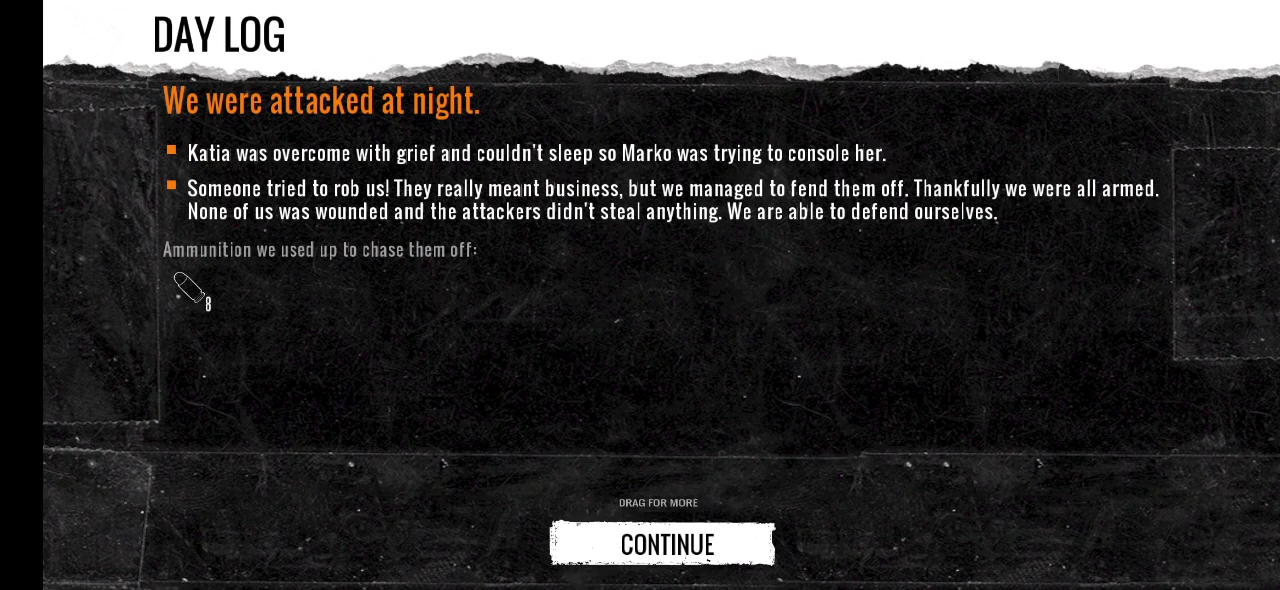 DAY LOG
We were attacked at night.
Katia was overcome with grief and couldn't sleep so Marko was trying to console her.
Someone tried to rob us! They really meant business, but we managed to fend them off. Thankfully we were all armed.
None of us was wounded and the attackers didn't steal anything. We are able to defend ourselves.
Ammunition we used up to chase them off:
8
DRAG FOR MORE
CONTINUE